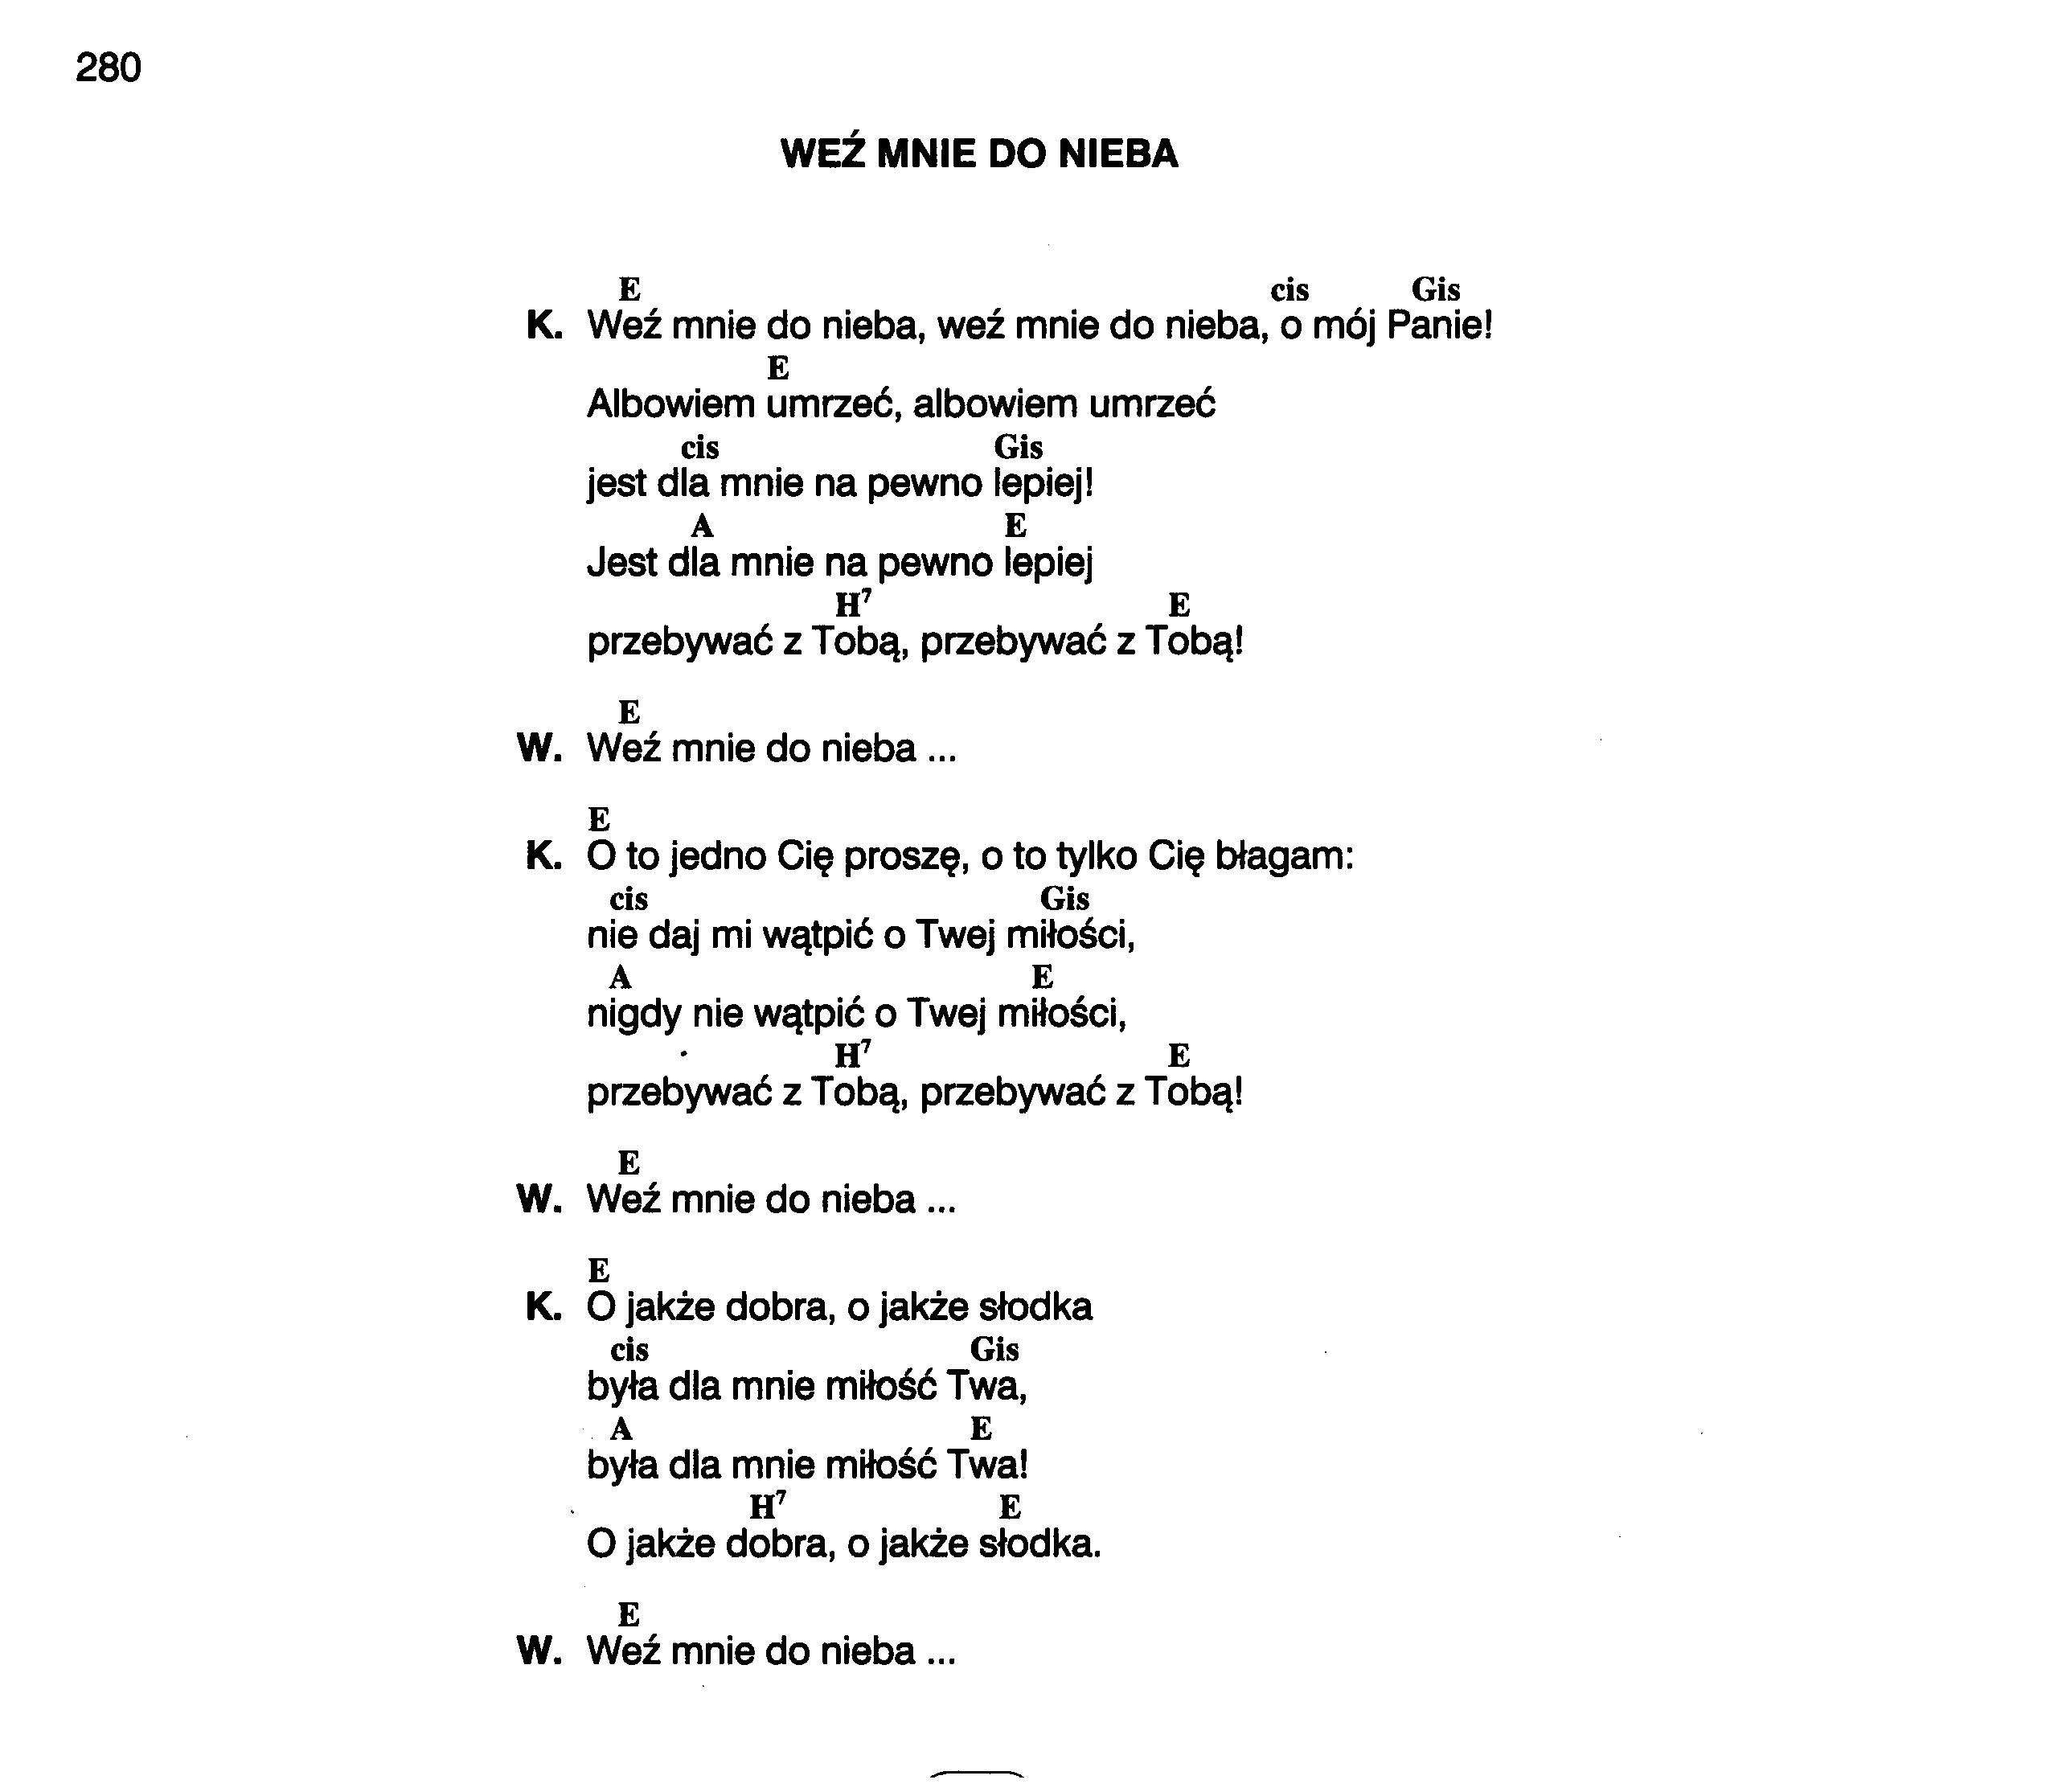 280
WEŹ MNIE DO NIEBA
E cis Gis
K. Weź mnie do nieba, weź mnie do nieba, o mój Panie!
E
Albowiem umrzeć, albowiem umrzeć
cis Gis
jest dla mnie na pewno lepiej!
A E
Jest dla mnie na pewno lepiej
H⁷ E
przebywać z Tobą, przebywać z Tobą!
E
W. Weź mnie do nieba ...
E
K. O to jedno Cię proszę, o to tylko Cię błagam:
cis Gis
nie daj mi wątpić o Twej miłości,
A E
nigdy nie wątpić o Twej miłości,
H⁷ E
przebywać z Tobą, przebywać z Tobą!
E
W. Weź mnie do nieba ...
E
K. O jakże dobra, o jakże słodka
cis Gis
była dla mnie miłość Twa,
A E
była dla mnie miłość Twa!
H⁷ E
O jakże dobra, o jakże słodka.
E
W. Weź mnie do nieba ...